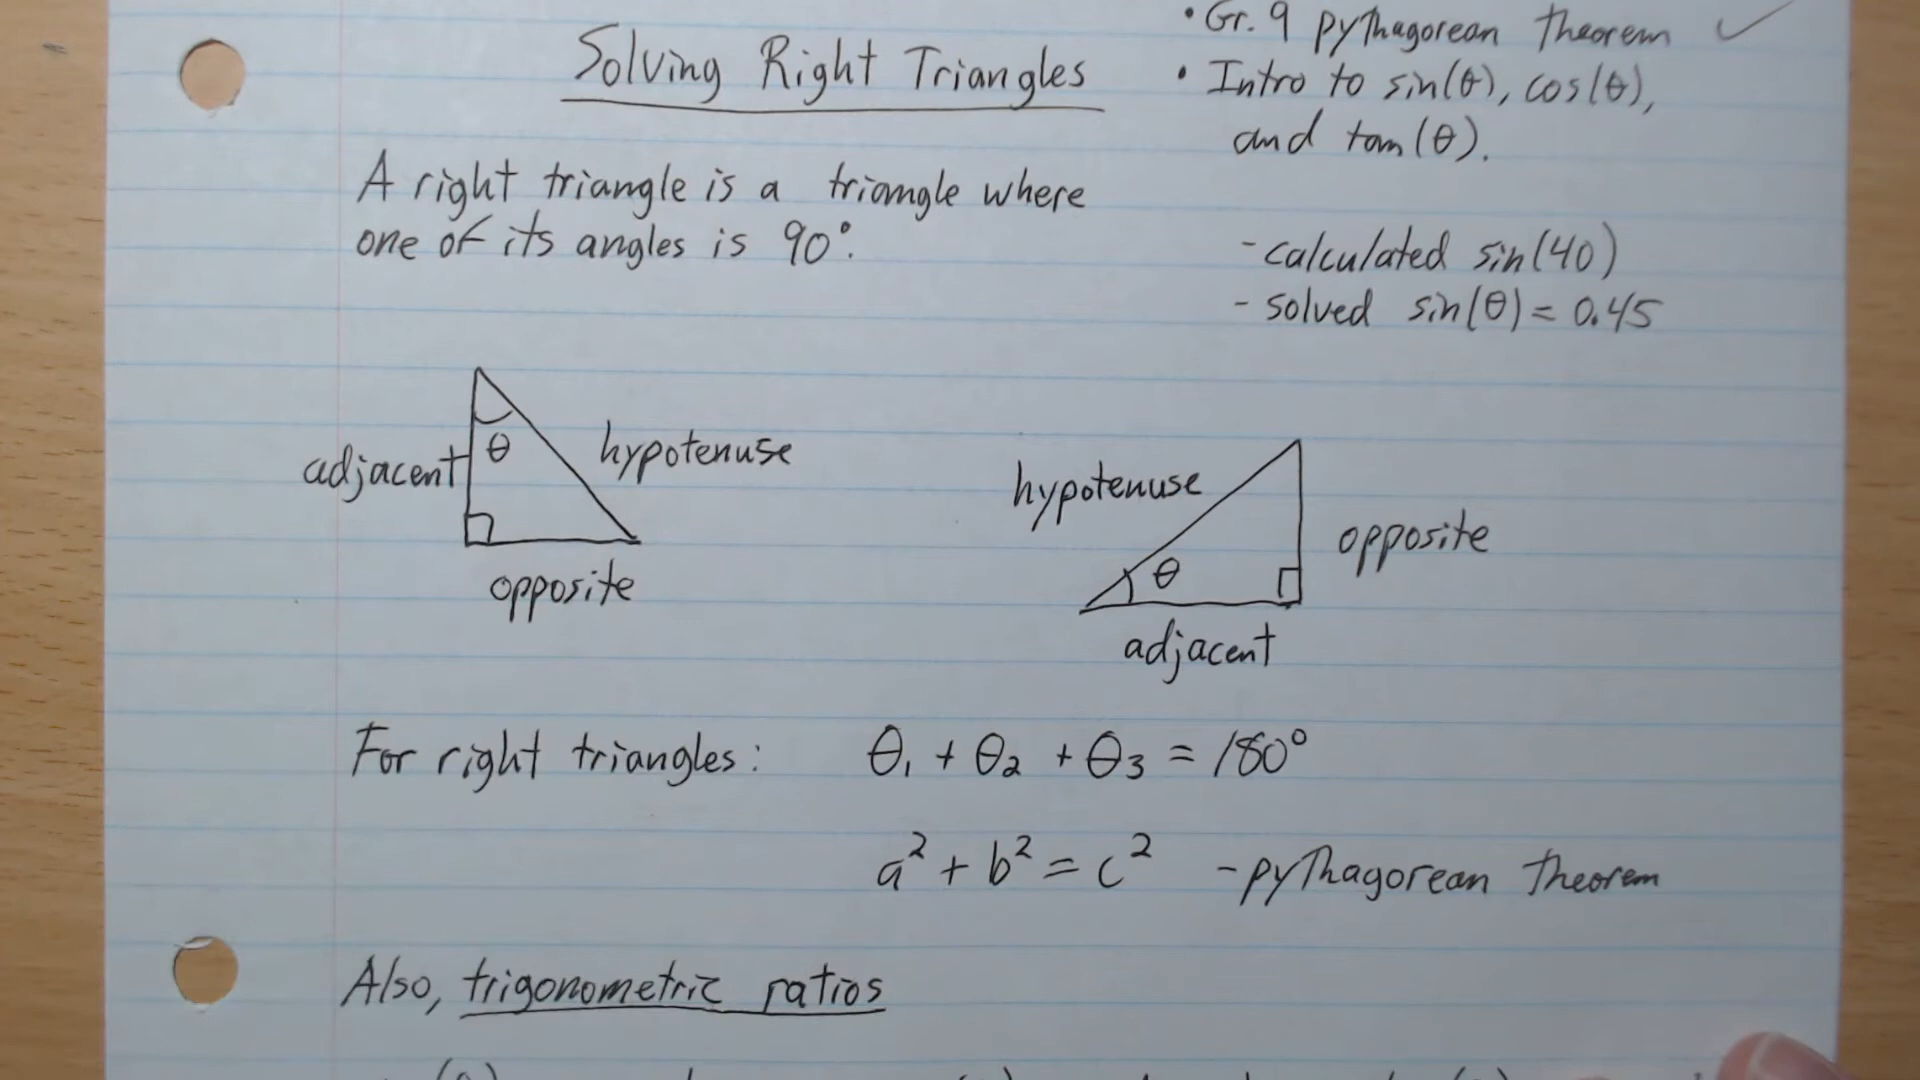 Solving Right Triangles
• Gr. 9 pythagorean theorem ✓
• Intro to sin(θ), cos(θ),
and tan(θ).
A right triangle is a triangle where
one of its angles is 90°.
- calculated sin(40)
- solved sin(θ) = 0.45
adjacent
θ
hypotenuse
opposite
hypotenuse
θ
opposite
adjacent
For right triangles: θ₁ + θ₂ + θ₃ = 180°
a² + b² = c² - pythagorean theorem
Also, trigonometric ratios